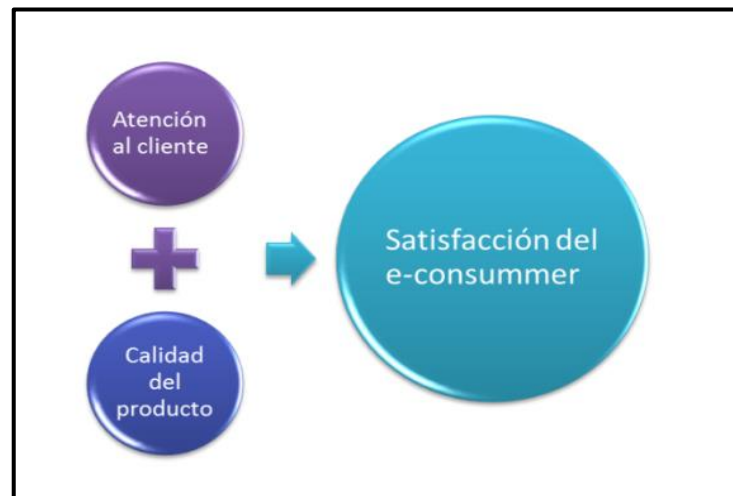 Atención
al cliente
Calidad
del
producto
Satisfacción del
e-consummer